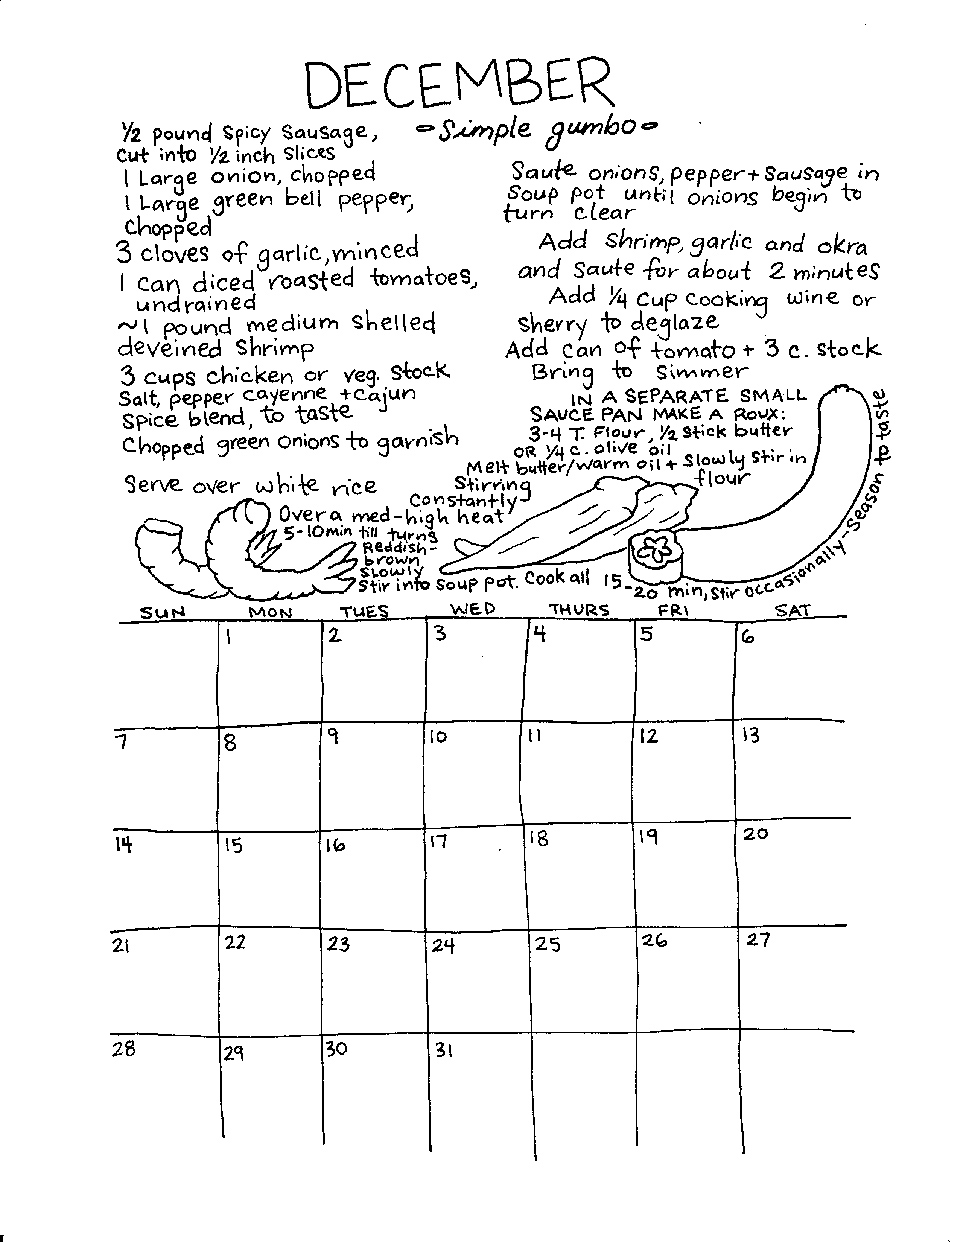 DECEMBER
-Simple gumbo-
½ pound Spicy Sausage,
cut into ½ inch slices
1 Large onion, chopped
1 Large green bell pepper,
chopped
3 cloves of garlic, minced
1 can diced roasted tomatoes,
undrained
~1 pound medium shelled
deveined shrimp
3 cups chicken or veg. stock
Salt, pepper cayenne +cajun
spice blend, to taste
Chopped green onions to garnish
Serve over white rice
Saute onions, pepper + Sausage in
Soup pot until onions begin to
turn clear
Add shrimp, garlic and okra
and Saute for about 2 minutes
Add ¼ cup cooking wine or
sherry to deglaze
Add can of tomato + 3 c. stock
Bring to simmer
IN A SEPARATE SMALL
SAUCE PAN MAKE A ROUX:
3-4 T. Flour, ½ stick butter
OR ¼ c. olive oil
Melt butter/warm oil + Slowly stir in
flour
Stirring
Constantly
Over a med-high heat
5-10min till turns
Reddish-
brown
SLOWLY
Stir into soup pot. Cook all 15-20 min, stir occasionally-Season to taste
SUN MON TUES WED THURS FRI SAT
1 2 3 4 5 6
7 8 9 10 11 12 13
14 15 16 17 18 19 20
21 22 23 24 25 26 27
28 29 30 31